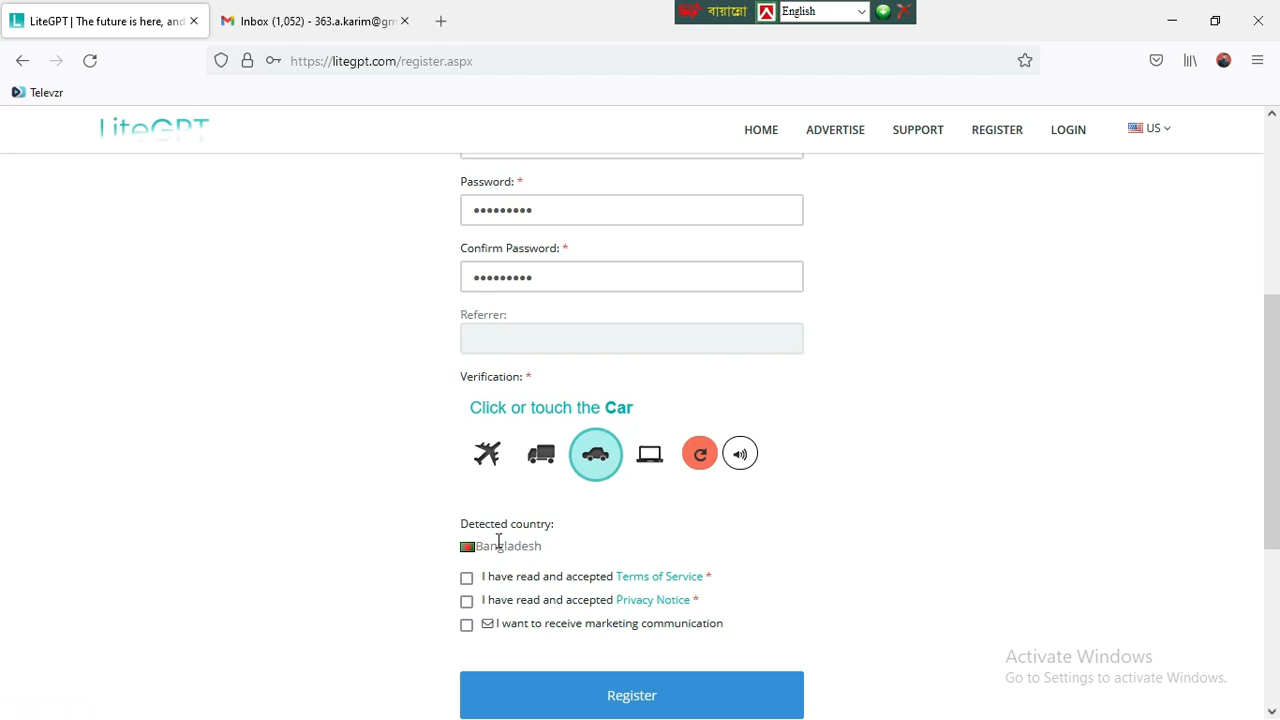 LiteGPT | The future is here, and
Inbox (1,052) - 363.a.karim@gm
বায়ান্নো
English
https://litegpt.com/register.aspx
Televzr
LiteGPT
HOME
ADVERTISE
SUPPORT
REGISTER
LOGIN
US
Password: *
•••••••••
Confirm Password: *
•••••••••
Referrer:
Verification: *
Click or touch the Car
Detected country:
Bangladesh
I have read and accepted Terms of Service *
I have read and accepted Privacy Notice *
I want to receive marketing communication
Register
Activate Windows
Go to Settings to activate Windows.